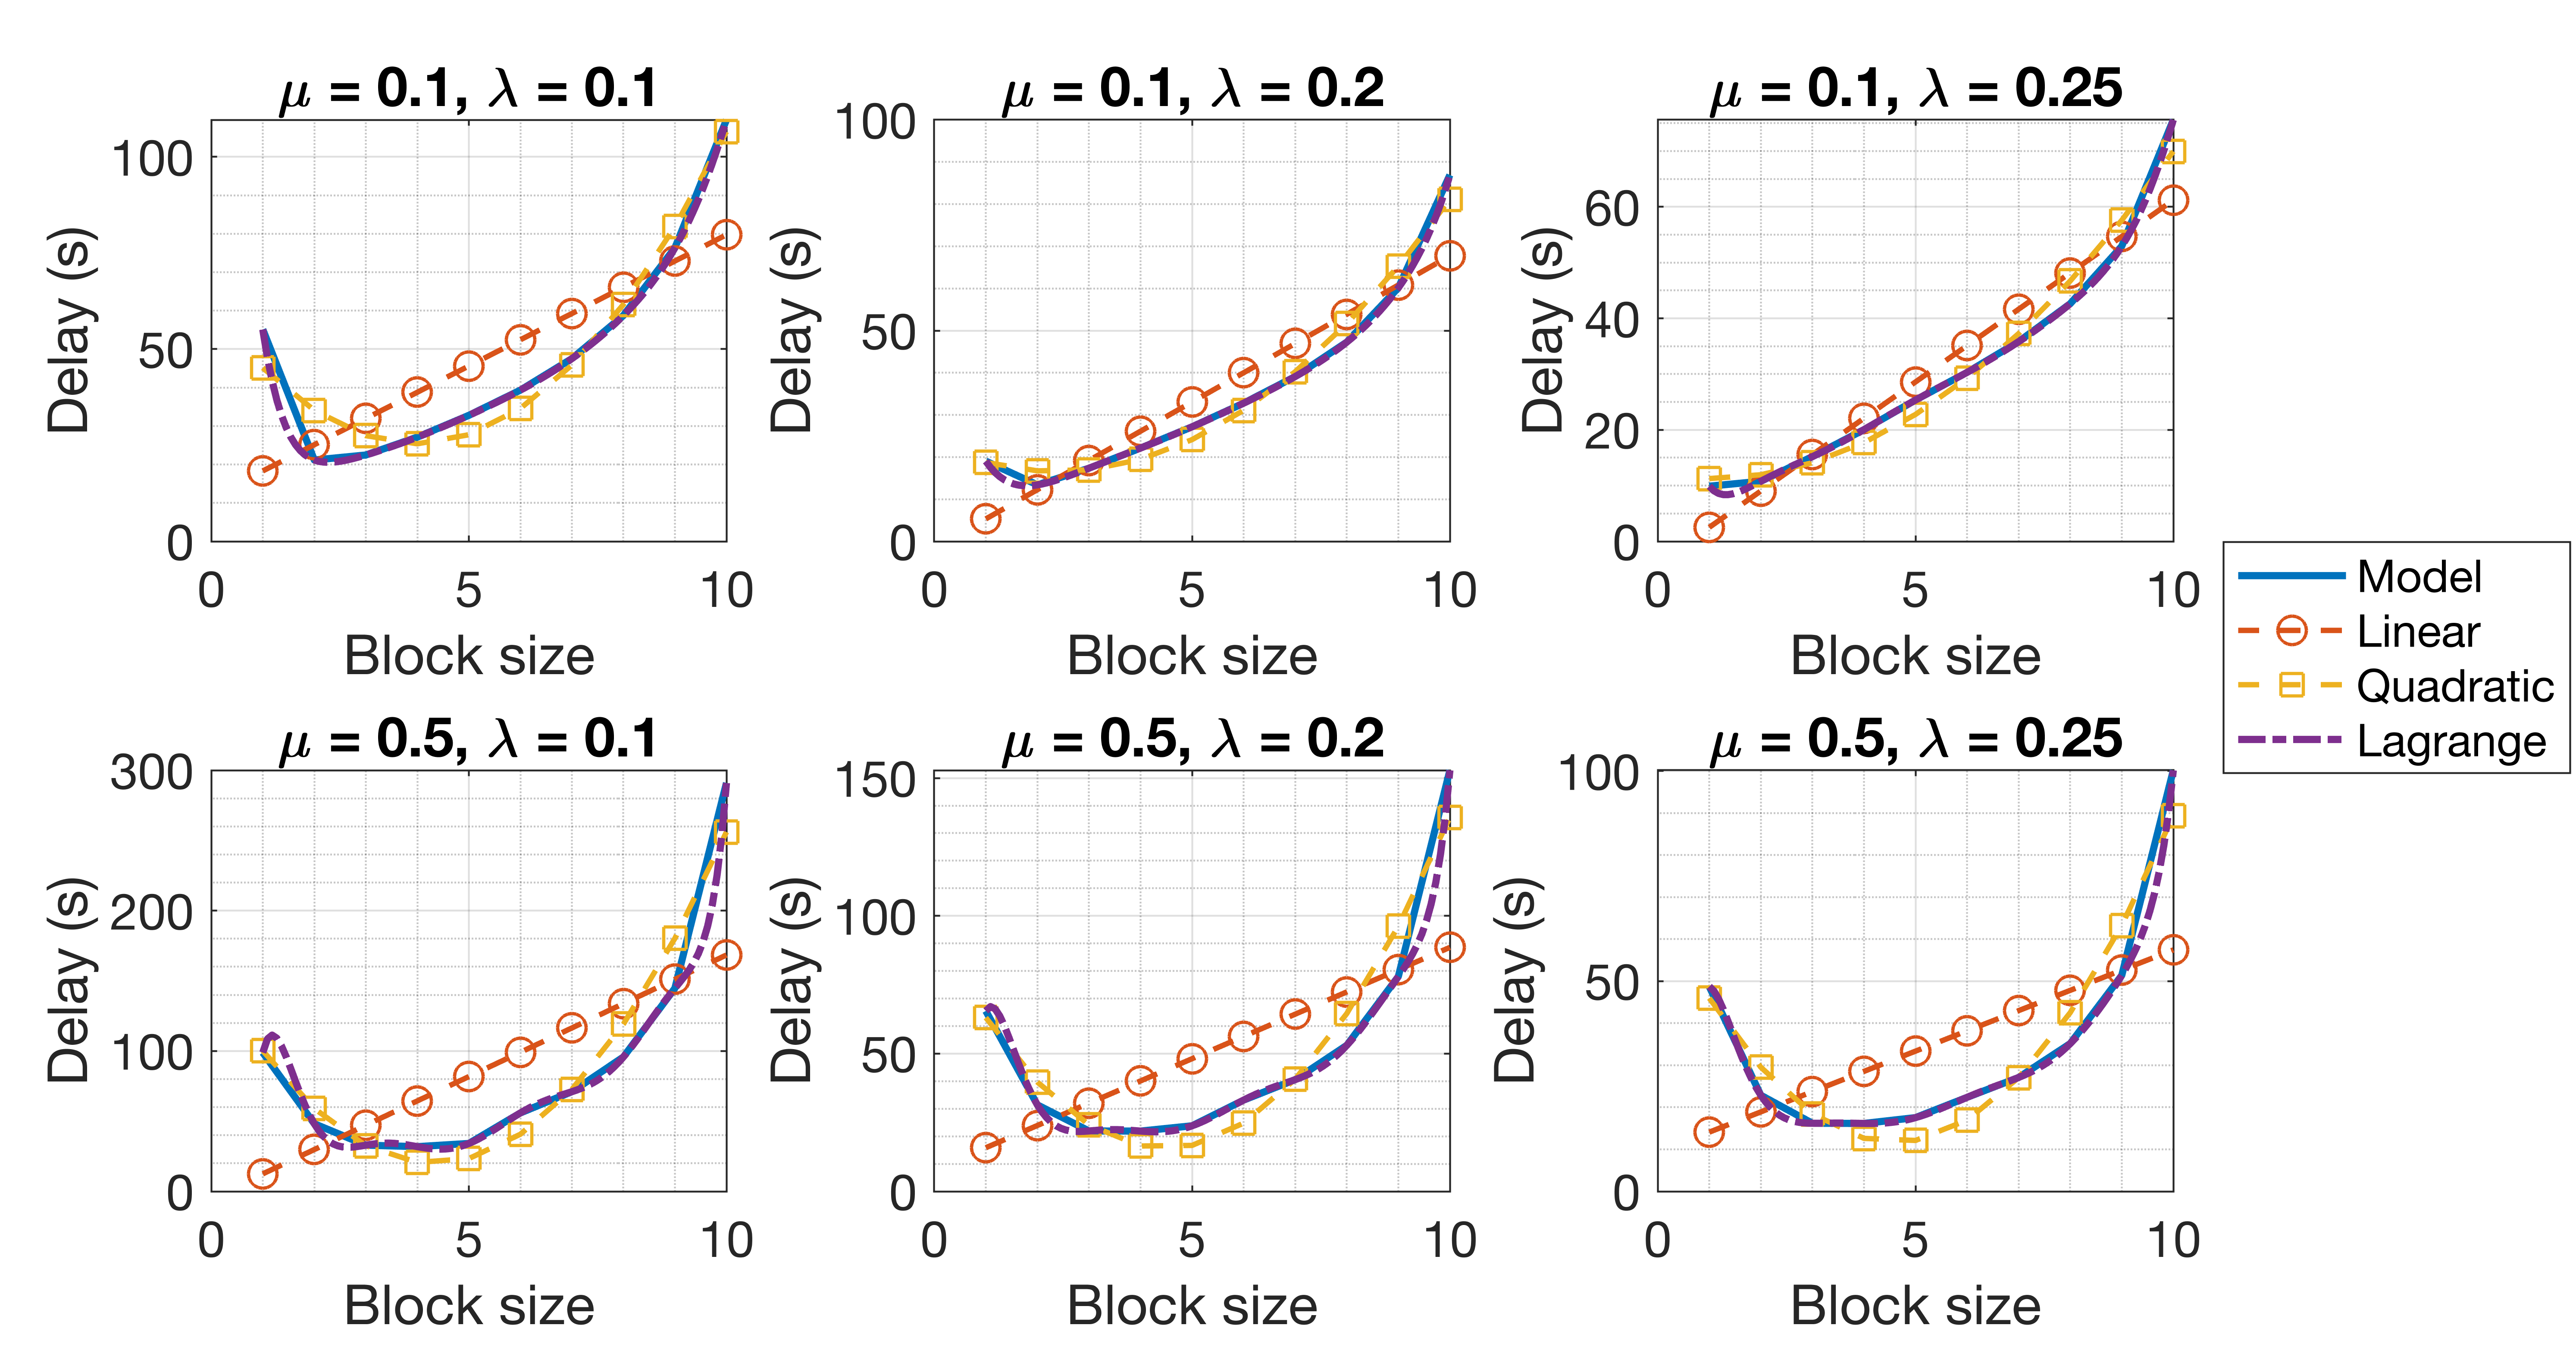 μ = 0.1, λ = 0.1
100
50
0
0 5 10
Delay (s)
Block size
μ = 0.1, λ = 0.2
100
50
0
0 5 10
Delay (s)
Block size
μ = 0.1, λ = 0.25
60
40
20
0
0 5 10
Delay (s)
Block size
Model
Linear
Quadratic
Lagrange
μ = 0.5, λ = 0.1
300
200
100
0
0 5 10
Delay (s)
Block size
μ = 0.5, λ = 0.2
150
100
50
0
0 5 10
Delay (s)
Block size
μ = 0.5, λ = 0.25
100
50
0
0 5 10
Delay (s)
Block size